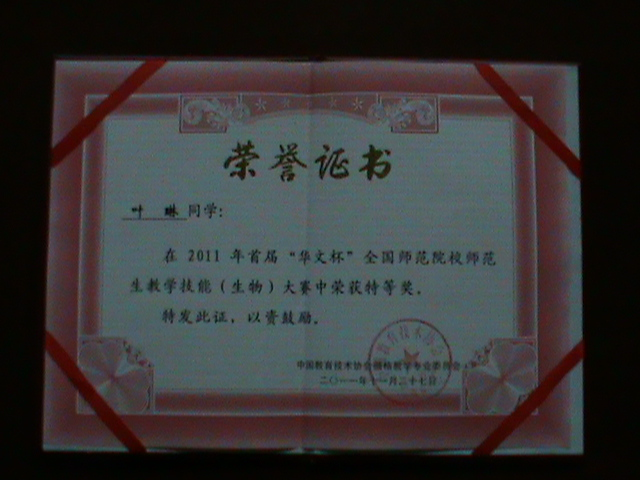 荣誉证书
叶 琳 同学：
在 2011 年首届“华文杯”全国师范院校师范
生教学技能（生物）大赛中荣获特等奖。
特发此证，以资鼓励。
中国教育技术协会微格教学专业委员会
二〇一一年十一月二十七日